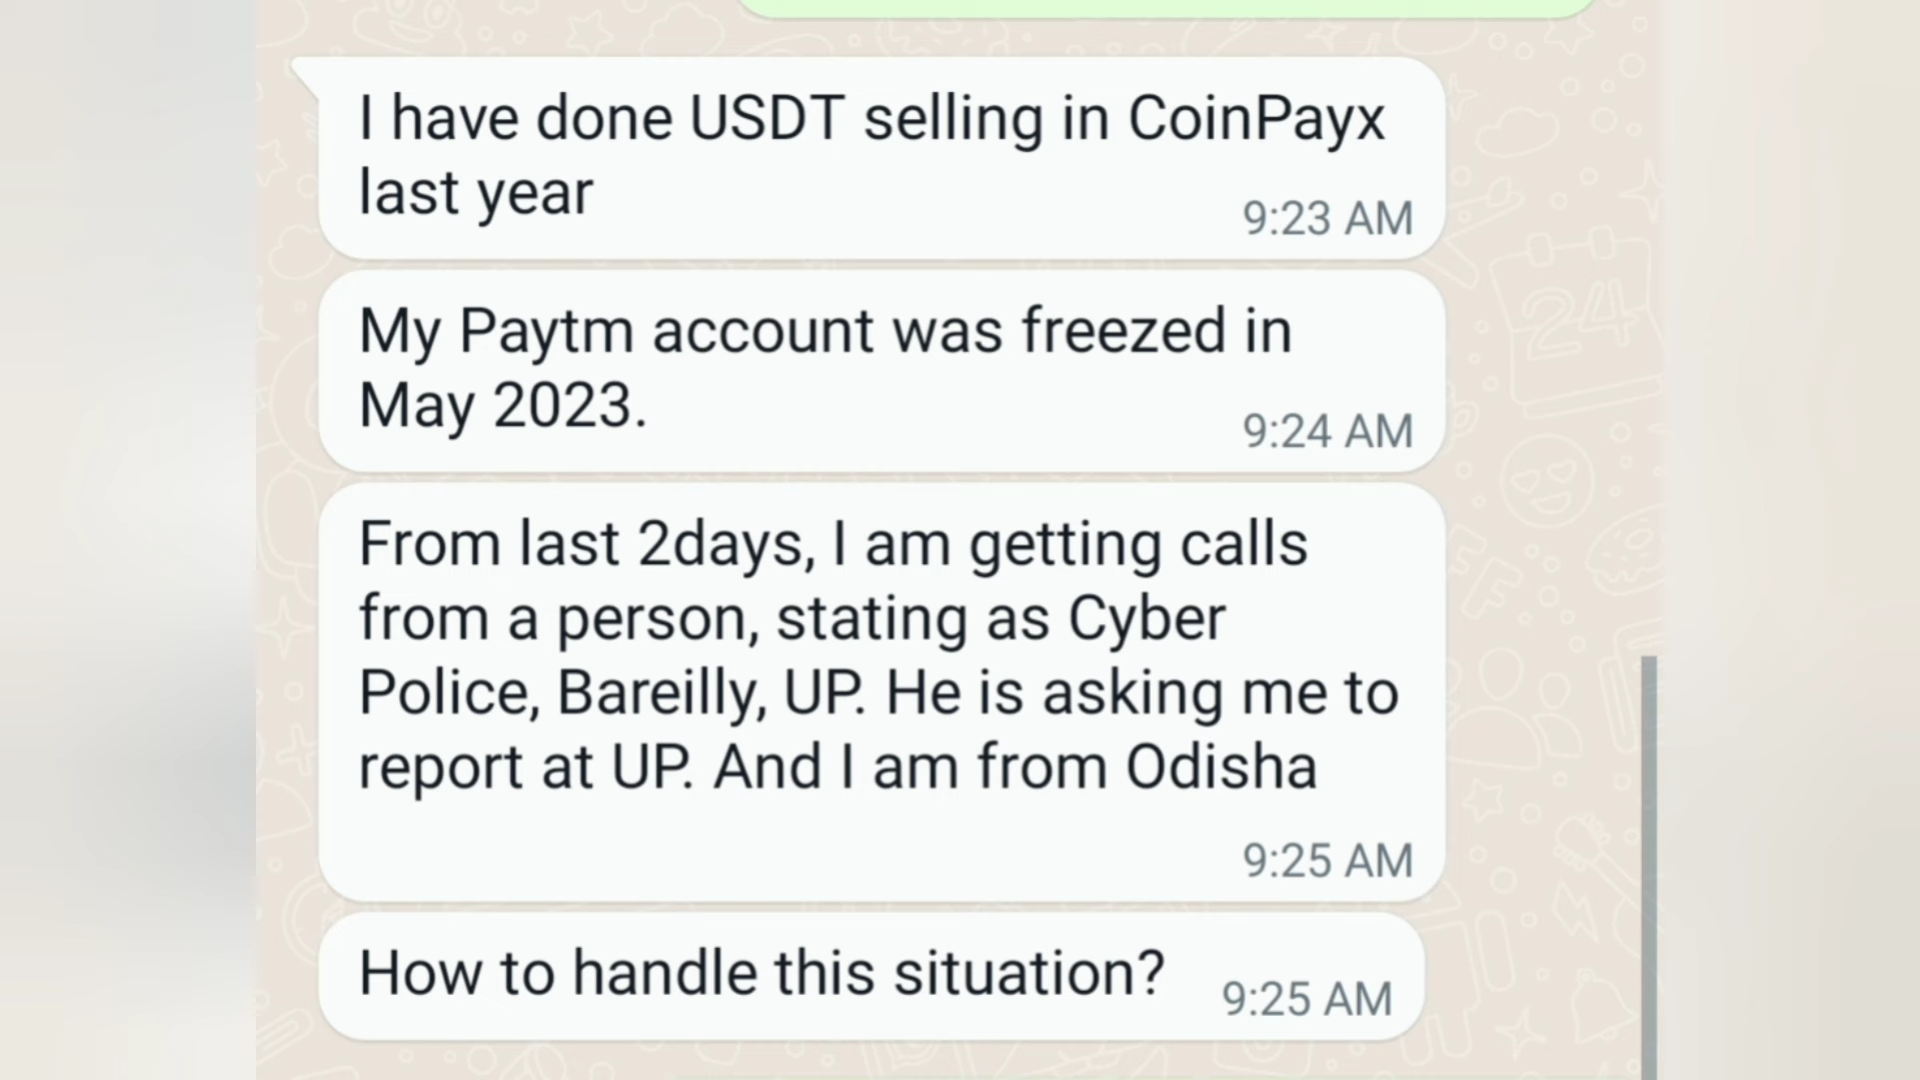 I have done USDT selling in CoinPayx
last year
9:23 AM
My Paytm account was freezed in
May 2023.
9:24 AM
From last 2days, I am getting calls
from a person, stating as Cyber
Police, Bareilly, UP. He is asking me to
report at UP. And I am from Odisha
9:25 AM
How to handle this situation?
9:25 AM